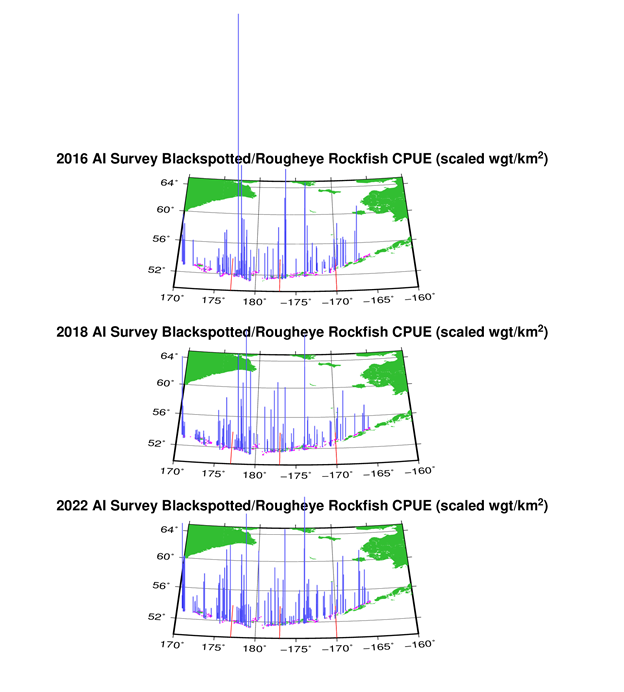 2016 AI Survey Blackspotted/Rougheye Rockfish CPUE (scaled wgt/km²)
64°
60°
56°
52°
170° 175° 180° −175° −170° −165° −160°
2018 AI Survey Blackspotted/Rougheye Rockfish CPUE (scaled wgt/km²)
64°
60°
56°
52°
170° 175° 180° −175° −170° −165° −160°
2022 AI Survey Blackspotted/Rougheye Rockfish CPUE (scaled wgt/km²)
64°
60°
56°
52°
170° 175° 180° −175° −170° −165° −160°